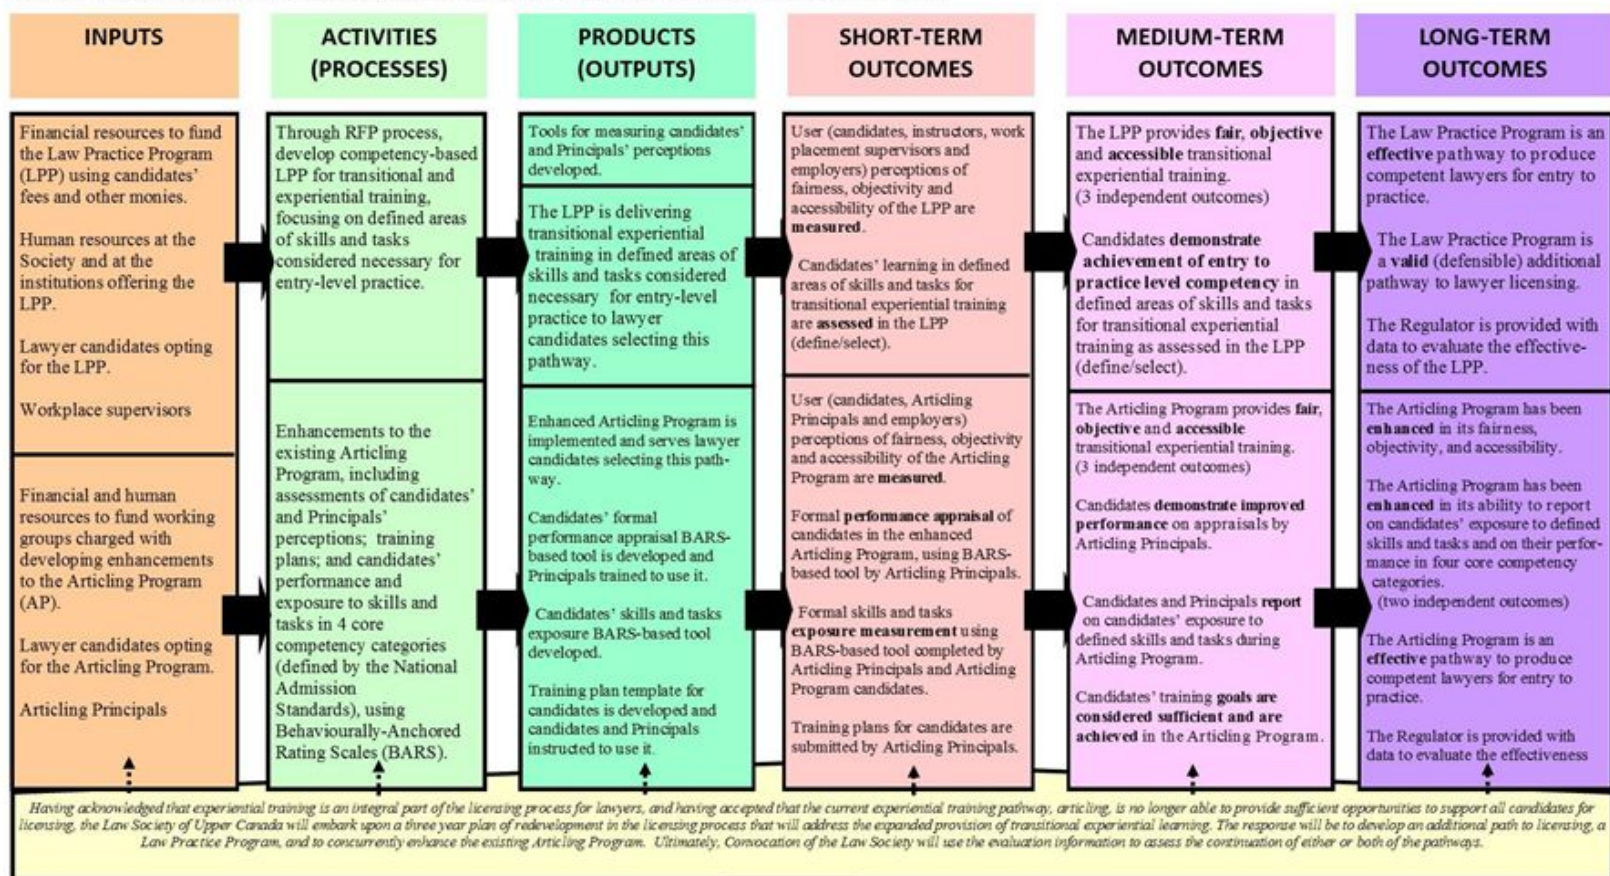 INPUTS
Financial resources to fund
the Law Practice Program
(LPP) using candidates'
fees and other monies.
Human resources at the
Society and at the
institutions offering the
LPP.
Lawyer candidates opting
for the LPP.
Workplace supervisors
Financial and human
resources to fund working
groups charged with
developing enhancements
to the Articling Program
(AP).
Lawyer candidates opting
for the Articling Program.
Articling Principals
ACTIVITIES
(PROCESSES)
Through RFP process,
develop competency-based
LPP for transitional and
experiential training,
focusing on defined areas
of skills and tasks
considered necessary for
entry-level practice.
Enhancements to the
existing Articling
Program, including
assessments of candidates'
and Principals'
perceptions; training
plans; and candidates'
performance and
exposure to skills and
tasks in 4 core
competency categories
(defined by the National
Admission
Standards), using
Behaviourally-Anchored
Rating Scales (BARS).
PRODUCTS
(OUTPUTS)
Tools for measuring candidates'
and Principals' perceptions
developed.
The LPP is delivering
transitional experiential
training in defined areas of
skills and tasks considered
necessary for entry-level
practice to lawyer
candidates selecting this
pathway.
Enhanced Articling Program is
implemented and serves lawyer
candidates selecting this path-
way.
Candidates' formal
performance appraisal BARS-
based tool is developed and
Principals trained to use it.
Candidates' skills and tasks
exposure BARS-based tool
developed.
Training plan template for
candidates is developed and
candidates and Principals
instructed to use it.
SHORT-TERM
OUTCOMES
User (candidates, instructors, work
placement supervisors and
employers) perceptions of
fairness, objectivity and
accessibility of the LPP are
measured.
Candidates' learning in defined
areas of skills and tasks for
transitional experiential training
are assessed in the LPP
(define/select).
User (candidates, Articling
Principals and employers)
perceptions of fairness, objectivity
and accessibility of the Articling
Program are measured.
Formal performance appraisal of
candidates in the enhanced
Articling Program, using BARS-
based tool by Articling Principals.
Formal skills and tasks
exposure measurement using
BARS-based tool completed by
Articling Principals and Articling
Program candidates.
Training plans for candidates are
submitted by Articling Principals.
MEDIUM-TERM
OUTCOMES
The LPP provides fair, objective
and accessible transitional
experiential training.
(3 independent outcomes)
Candidates demonstrate
achievement of entry to
practice level competency in
defined areas of skills and tasks
for transitional experiential
training as assessed in the LPP
(define/select).
The Articling Program provides fair,
objective and accessible
transitional experiential training.
(3 independent outcomes)
Candidates demonstrate improved
performance on appraisals by
Articling Principals.
Candidates and Principals report
on candidates' exposure to
defined skills and tasks during
Articling Program.
Candidates' training goals are
considered sufficient and are
achieved in the Articling Program.
LONG-TERM
OUTCOMES
The Law Practice Program is an
effective pathway to produce
competent lawyers for entry to
practice.
The Law Practice Program is
a valid (defensible) additional
pathway to lawyer licensing.
The Regulator is provided with
data to evaluate the effective-
ness of the LPP.
The Articling Program has been
enhanced in its fairness,
objectivity, and accessibility.
The Articling Program has been
enhanced in its ability to report
on candidates' exposure to defined
skills and tasks and on their perfor-
mance in four core competency
categories.
(two independent outcomes)
The Articling Program is an
effective pathway to produce
competent lawyers for entry to
practice.
The Regulator is provided with
data to evaluate the effectiveness
Having acknowledged that experiential training is an integral part of the licensing process for lawyers, and having accepted that the current experiential training pathway, articling, is no longer able to provide sufficient opportunities to support all candidates for
licensing, the Law Society of Upper Canada will embark upon a three year plan of redevelopment in the licensing process that will address the expanded provision of transitional experiential learning. The response will be to develop an additional path to licensing, a
Law Practice Program, and to concurrently enhance the existing Articling Program. Ultimately, Convocation of the Law Society will use the evaluation information to assess the continuation of either or both of the pathways.